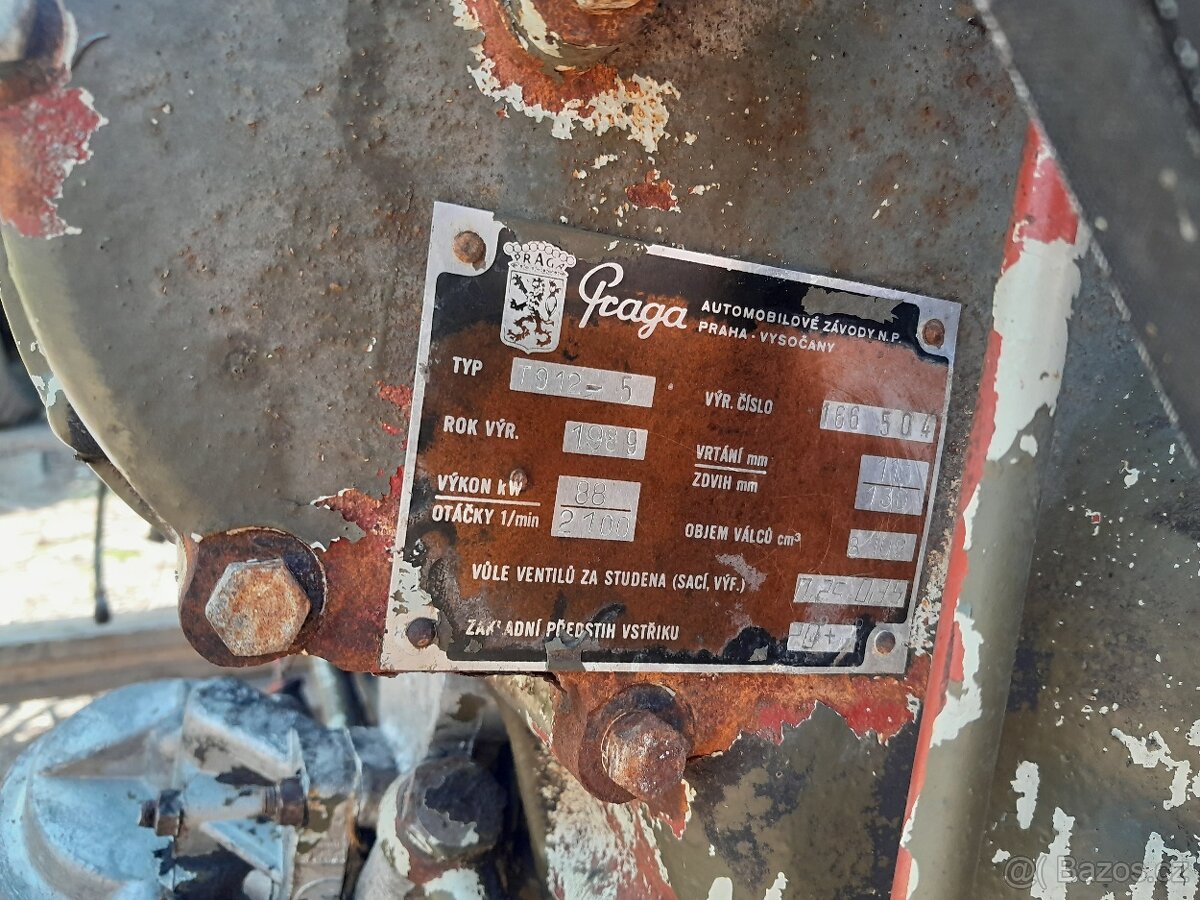 PRAGA
Praga
AUTOMOBILOVÉ ZÁVODY N.P.
PRAHA - VYSOČANY
TYP T912-5
VÝR. ČÍSLO 186 504
ROK VÝR. 1989
VRTÁNÍ mm
ZDVIH mm 130
VÝKON kW 88
OTÁČKY 1/min 2100
OBJEM VÁLCŮ cm³
VŮLE VENTILŮ ZA STUDENA (SACÍ, VÝF.)
ZÁKLADNÍ PŘEDSTIH VSTŘIKU
Bazos.cz